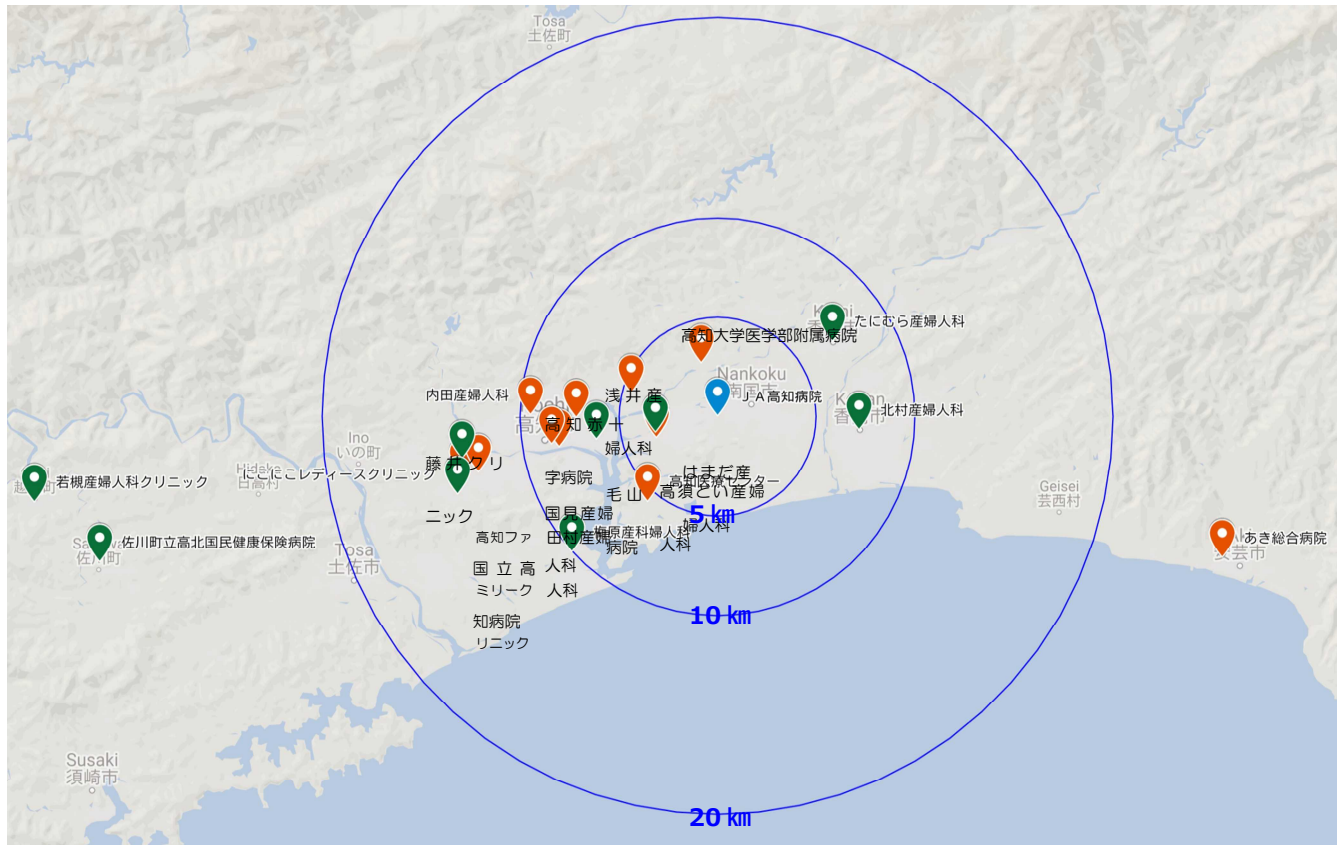 Tosa
土佐町
高知大学医学部附属病院
たにむら産婦人科
Nankoku
南国市
ＪＡ高知病院
内田産婦人科
浅井産
北村産婦人科
高知赤十
Ino
いの町
婦人科
藤井クリ
にこにこレディースクリニック
はまだ産
高知医療センター
若槻産婦人科クリニック
日高村
字病院
毛山
高須どい産婦
Geisei
芸西村
国見産婦
5㎞
婦人科
ニック
高知ファ
田村産婦
梅原産科婦人科
病院
人科
佐川町立高北国民健康保険病院
佐川町
あき総合病院
安芸市
Tosa
土佐市
国立高
人科
ミリーク
人科
10㎞
知病院
リニック
Susaki
須崎市
20㎞